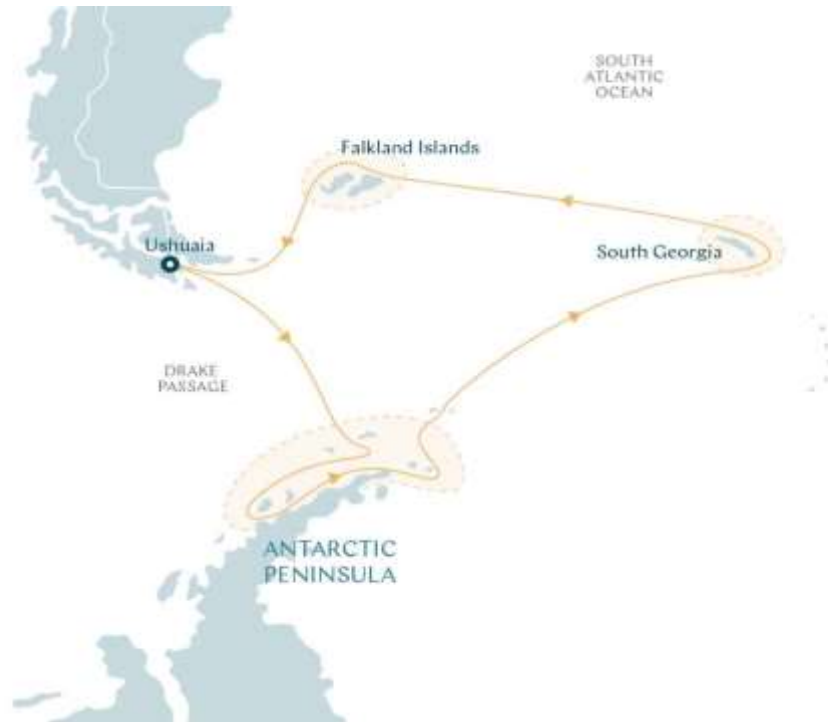 SOUTH
ATLANTIC
OCEAN
Falkland Islands
Ushuaia
South Georgia
DRAKE
PASSAGE
ANTARCTIC
PENINSULA